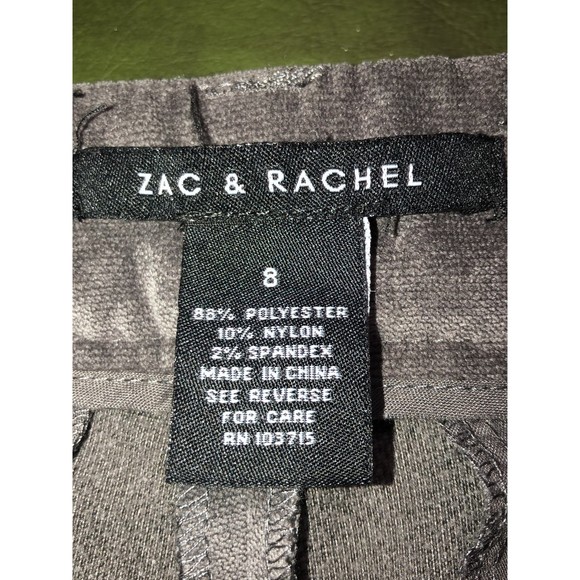 ZAC & RACHEL
8
88% POLYESTER
10% NYLON
2% SPANDEX
MADE IN CHINA
SEE REVERSE
FOR CARE
RN 103715